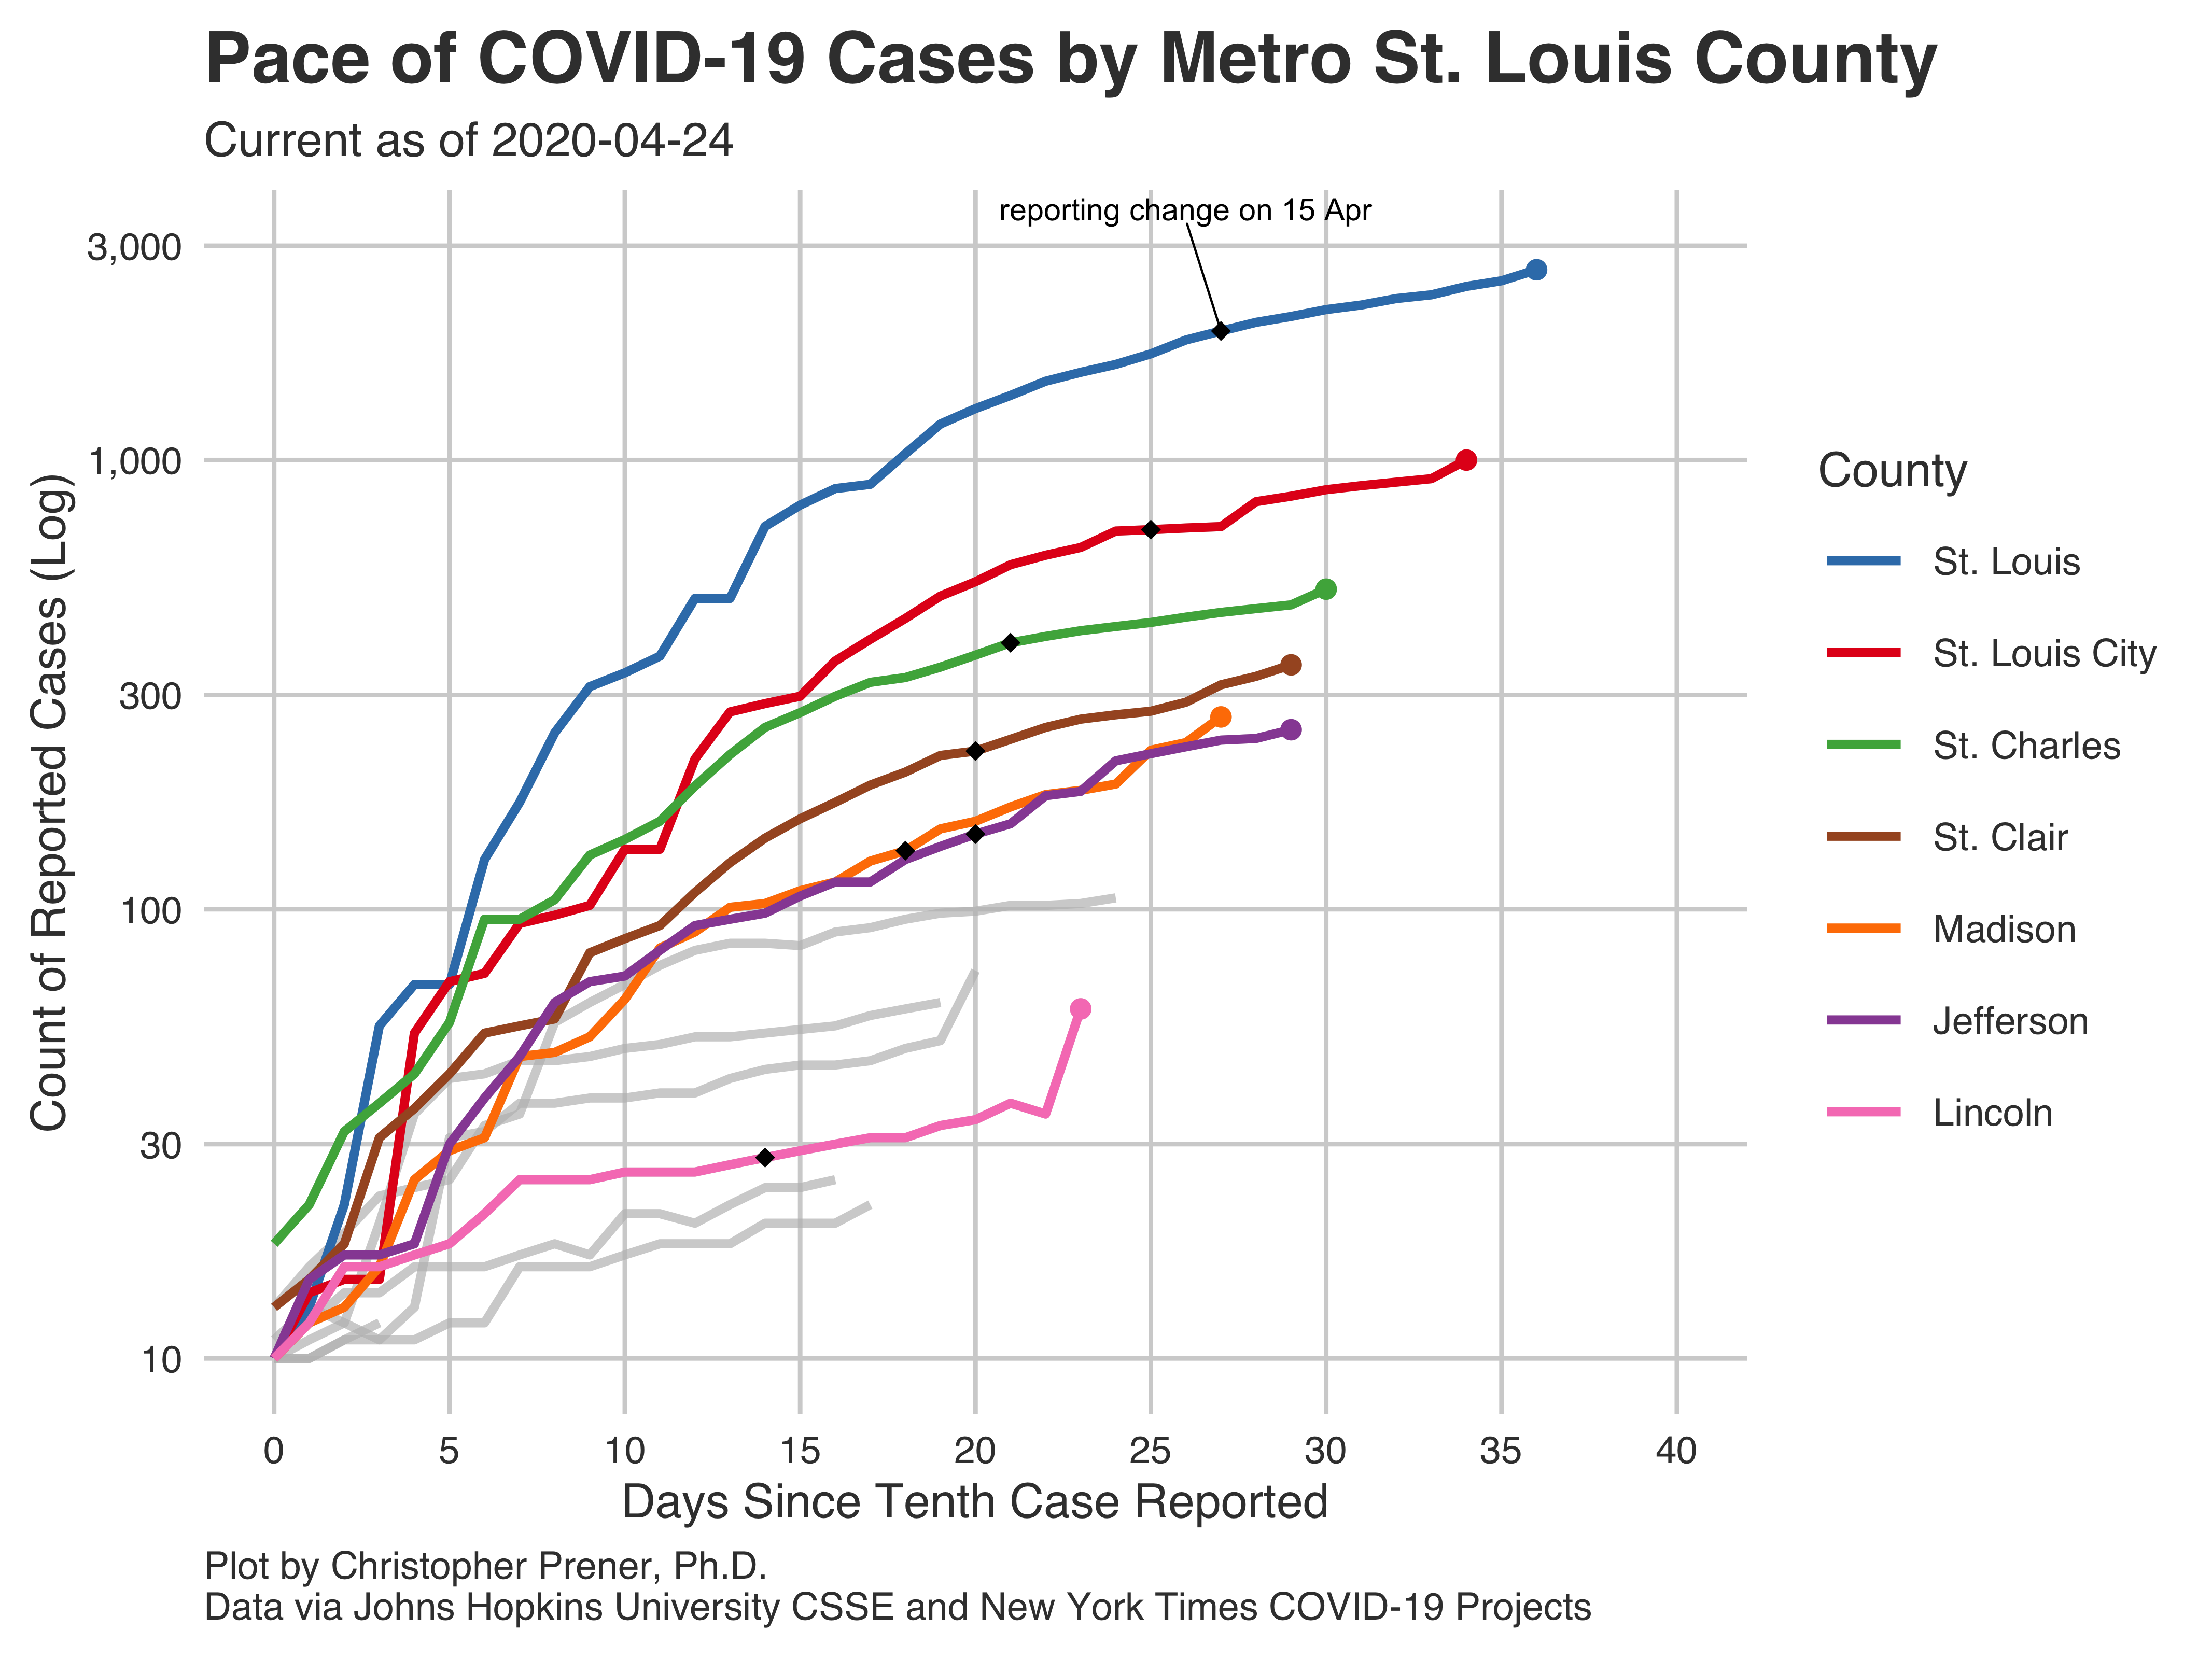 Pace of COVID-19 Cases by Metro St. Louis County
Current as of 2020-04-24
reporting change on 15 Apr
Count of Reported Cases (Log)
3,000
1,000
300
100
30
10
0 5 10 15 20 25 30 35 40
Days Since Tenth Case Reported
County
St. Louis
St. Louis City
St. Charles
St. Clair
Madison
Jefferson
Lincoln
Plot by Christopher Prener, Ph.D.
Data via Johns Hopkins University CSSE and New York Times COVID-19 Projects